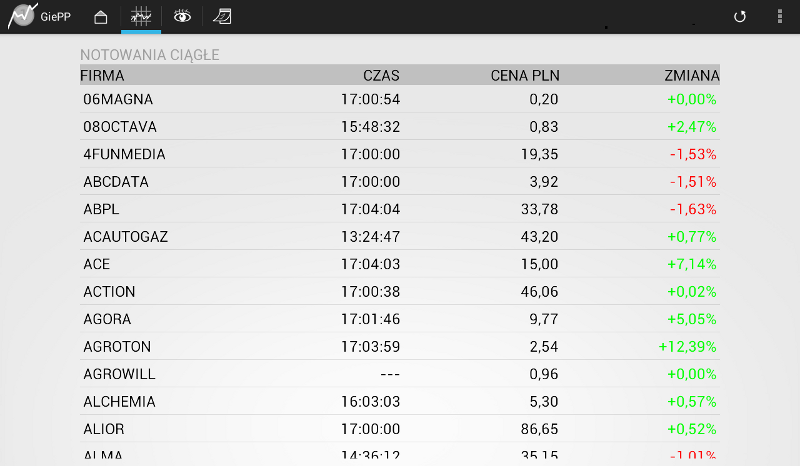 GiePP
NOTOWANIA CIĄGŁE
FIRMA CZAS CENA PLN ZMIANA
06MAGNA 17:00:54 0,20 +0,00%
08OCTAVA 15:48:32 0,83 +2,47%
4FUNMEDIA 17:00:00 19,35 -1,53%
ABCDATA 17:00:00 3,92 -1,51%
ABPL 17:04:04 33,78 -1,63%
ACAUTOGAZ 13:24:47 43,20 +0,77%
ACE 17:04:03 15,00 +7,14%
ACTION 17:00:38 46,06 +0,02%
AGORA 17:01:46 9,77 +5,05%
AGROTON 17:03:59 2,54 +12,39%
AGROWILL --- 0,96 +0,00%
ALCHEMIA 16:03:03 5,30 +0,57%
ALIOR 17:00:00 86,65 +0,52%
ALMA 14:36:12 35,15 -1,01%